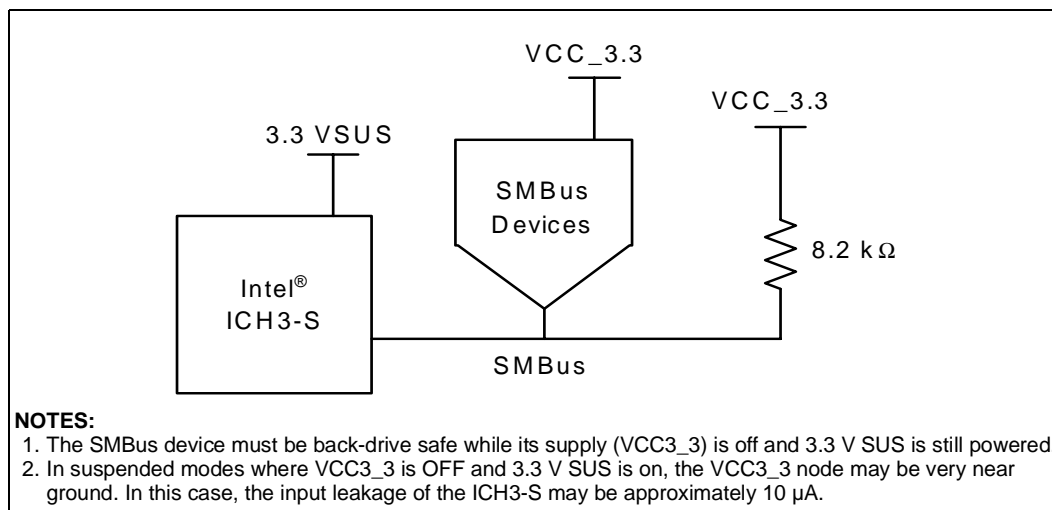 VCC_3.3
VCC_3.3
3.3 VSUS
SMBus
Devices
8.2 kΩ
Intel®
ICH3-S
SMBus
NOTES:
1. The SMBus device must be back-drive safe while its supply (VCC3_3) is off and 3.3 V SUS is still powered
2. In suspended modes where VCC3_3 is OFF and 3.3 V SUS is on, the VCC3_3 node may be very near
ground. In this case, the input leakage of the ICH3-S may be approximately 10 µA.